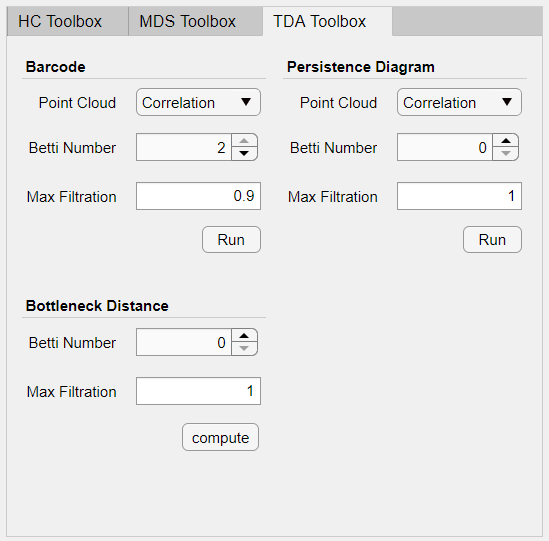 HC Toolbox MDS Toolbox TDA Toolbox
Barcode
Point Cloud Correlation
Betti Number 2
Max Filtration 0.9
Run
Persistence Diagram
Point Cloud Correlation
Betti Number 0
Max Filtration 1
Run
Bottleneck Distance
Betti Number 0
Max Filtration 1
compute